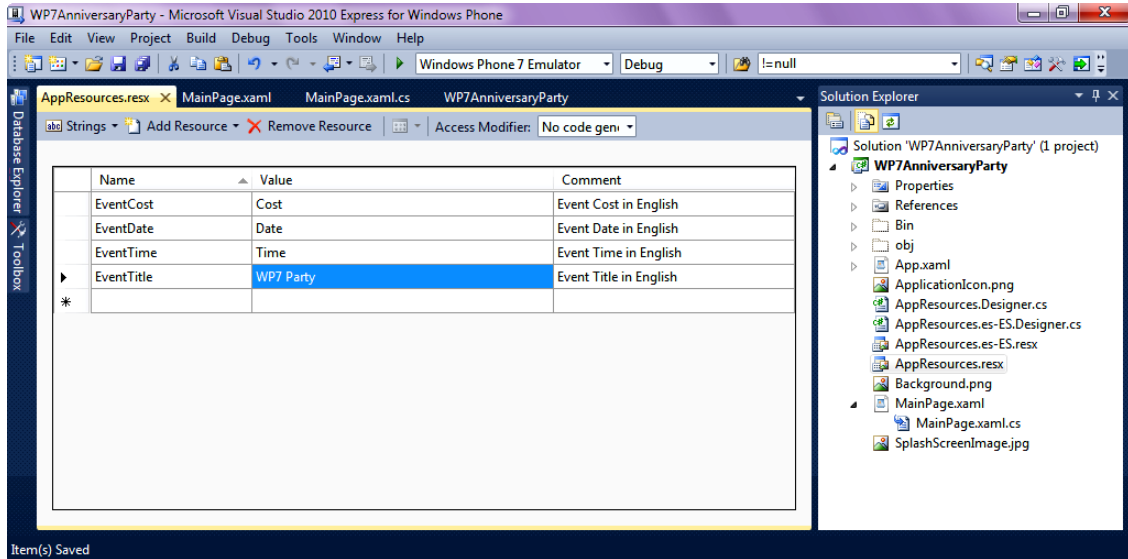 WP7AnniversaryParty - Microsoft Visual Studio 2010 Express for Windows Phone
File Edit View Project Build Debug Tools Window Help
Windows Phone 7 Emulator Debug !=null
Database Explorer
Toolbox
AppResources.resx MainPage.xaml MainPage.xaml.cs WP7AnniversaryParty
abc Strings Add Resource Remove Resource Access Modifier: No code gen
Name Value Comment
EventCost Cost Event Cost in English
EventDate Date Event Date in English
EventTime Time Event Time in English
EventTitle WP7 Party Event Title in English
Solution Explorer
Solution 'WP7AnniversaryParty' (1 project)
WP7AnniversaryParty
Properties
References
Bin
obj
App.xaml
ApplicationIcon.png
AppResources.Designer.cs
AppResources.es-ES.Designer.cs
AppResources.es-ES.resx
AppResources.resx
Background.png
MainPage.xaml
MainPage.xaml.cs
SplashScreenImage.jpg
Item(s) Saved